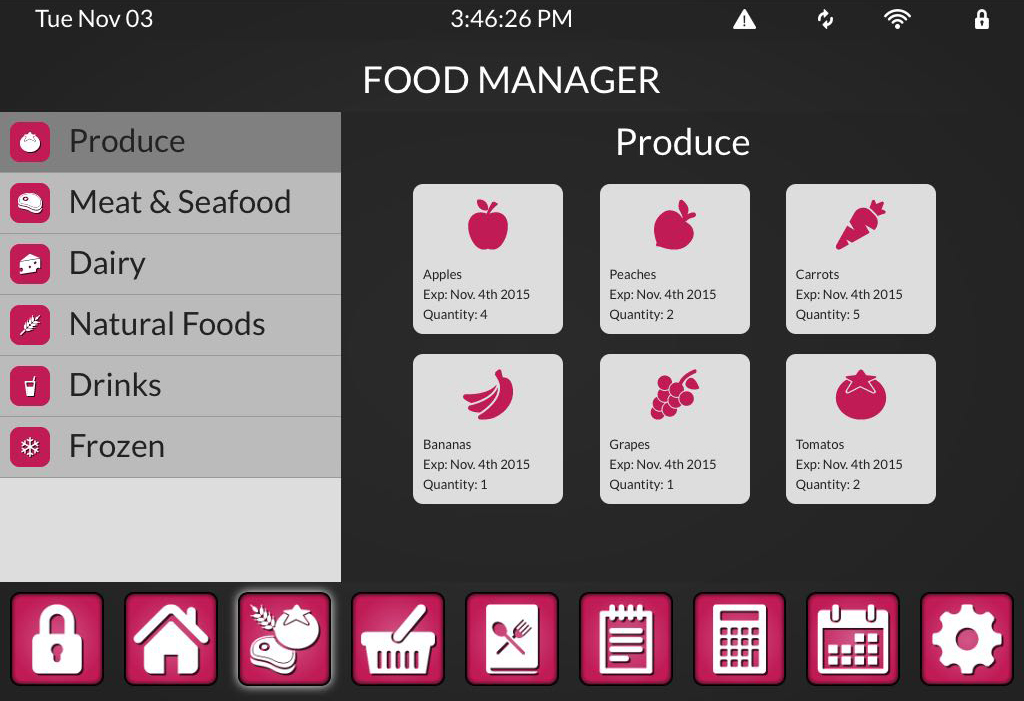 Tue Nov 03
3:46:26 PM
FOOD MANAGER
Produce
Meat & Seafood
Dairy
Natural Foods
Drinks
Frozen
Produce
Apples
Exp: Nov. 4th 2015
Quantity: 4
Peaches
Exp: Nov. 4th 2015
Quantity: 2
Carrots
Exp: Nov. 4th 2015
Quantity: 5
Bananas
Exp: Nov. 4th 2015
Quantity: 1
Grapes
Exp: Nov. 4th 2015
Quantity: 1
Tomatos
Exp: Nov. 4th 2015
Quantity: 2